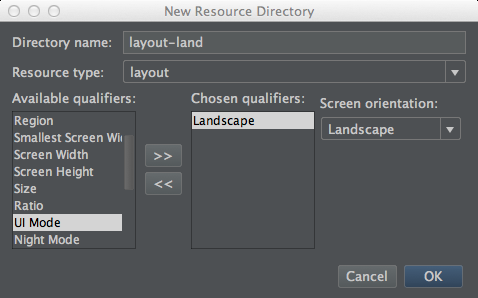 New Resource Directory
Directory name: layout-land
Resource type: layout
Available qualifiers:
Region
Smallest Screen Wi
Screen Width
Screen Height
Size
Ratio
UI Mode
Night Mode
>>
<<
Chosen qualifiers:
Landscape
Screen orientation:
Landscape
Cancel OK